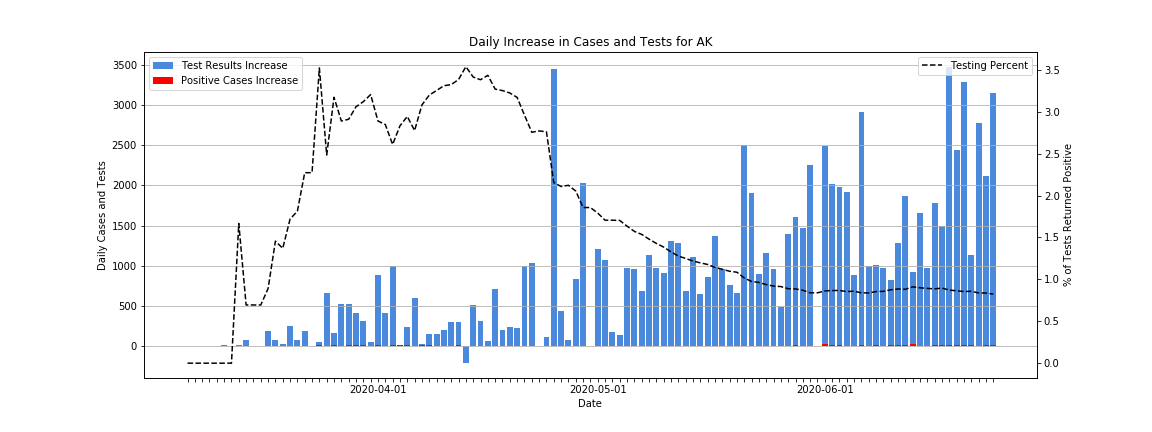 Daily Increase in Cases and Tests for AK
Test Results Increase
Positive Cases Increase
Testing Percent
Daily Cases and Tests
3500
3000
2500
2000
1500
1000
500
0
% of Tests Returned Positive
3.5
3.0
2.5
2.0
1.5
1.0
0.5
0.0
2020-04-01
2020-05-01
2020-06-01
Date